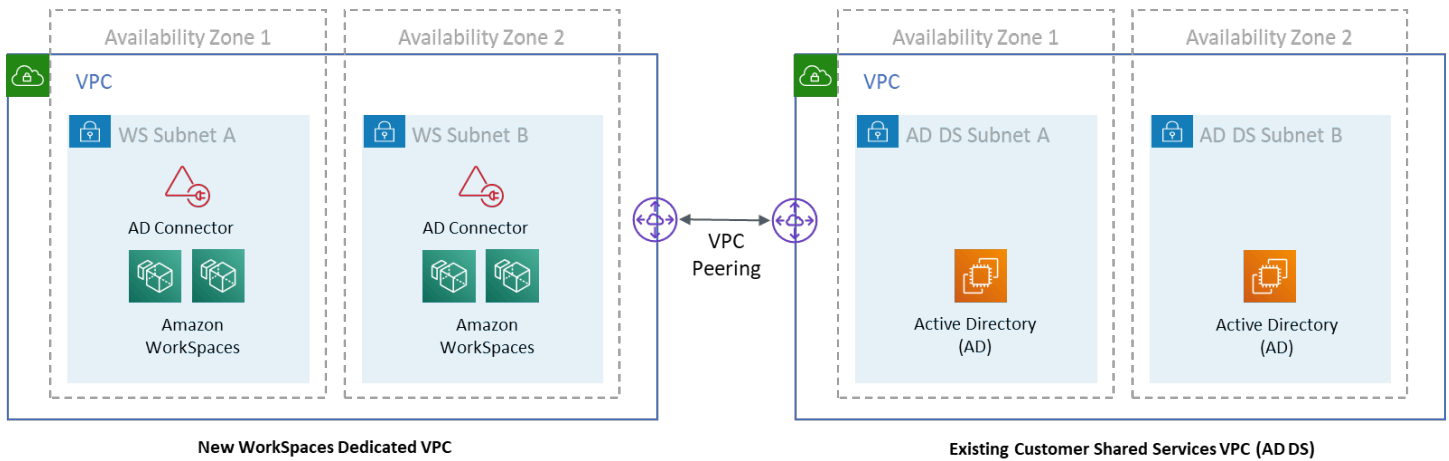 Availability Zone 1
Availability Zone 2
VPC
WS Subnet A
AD Connector
Amazon
WorkSpaces
WS Subnet B
AD Connector
Amazon
WorkSpaces
New WorkSpaces Dedicated VPC
VPC
Peering
Availability Zone 1
Availability Zone 2
VPC
AD DS Subnet A
Active Directory
(AD)
AD DS Subnet B
Active Directory
(AD)
Existing Customer Shared Services VPC (AD DS)